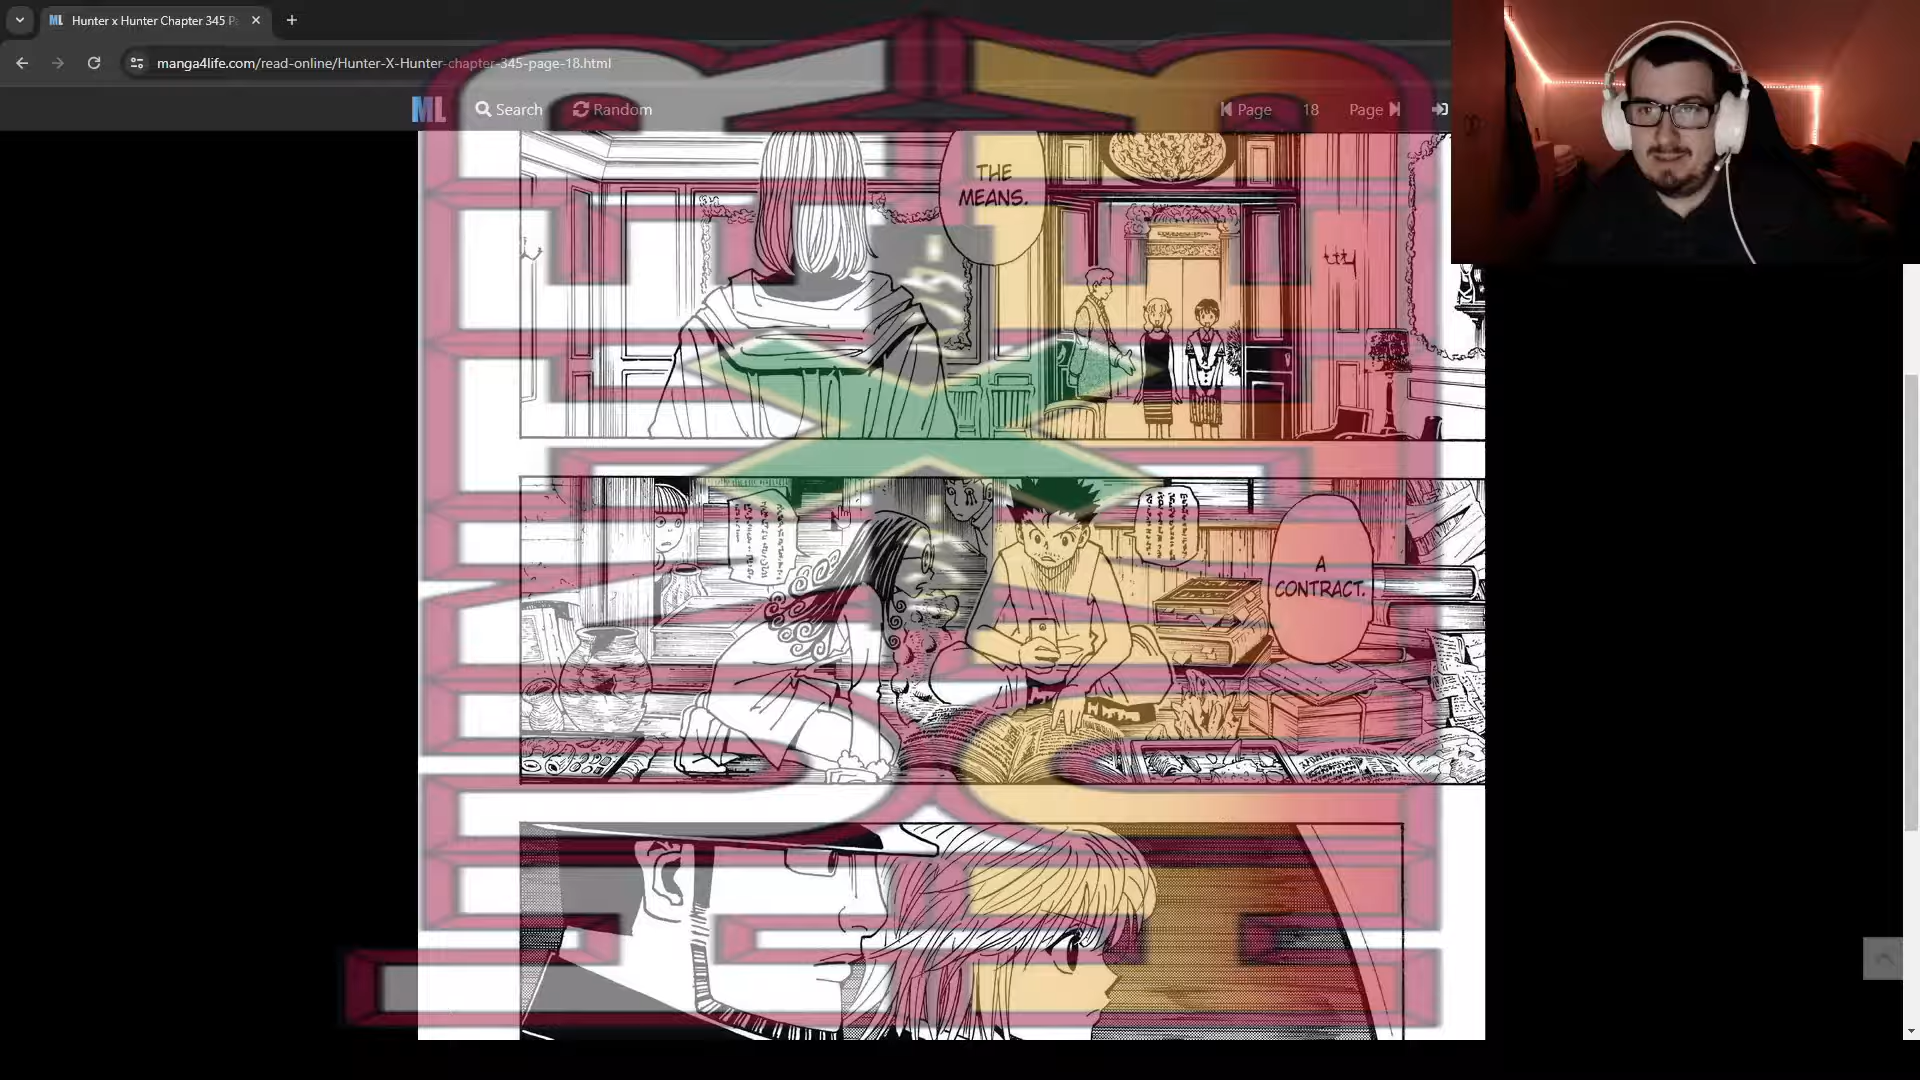 Hunter x Hunter Chapter 345 P
manga4life.com/read-online/Hunter-X-Hunter-chapter-345-page-18.html
ML Search Random Page 18 Page
THE
MEANS.
A
CONTRACT.